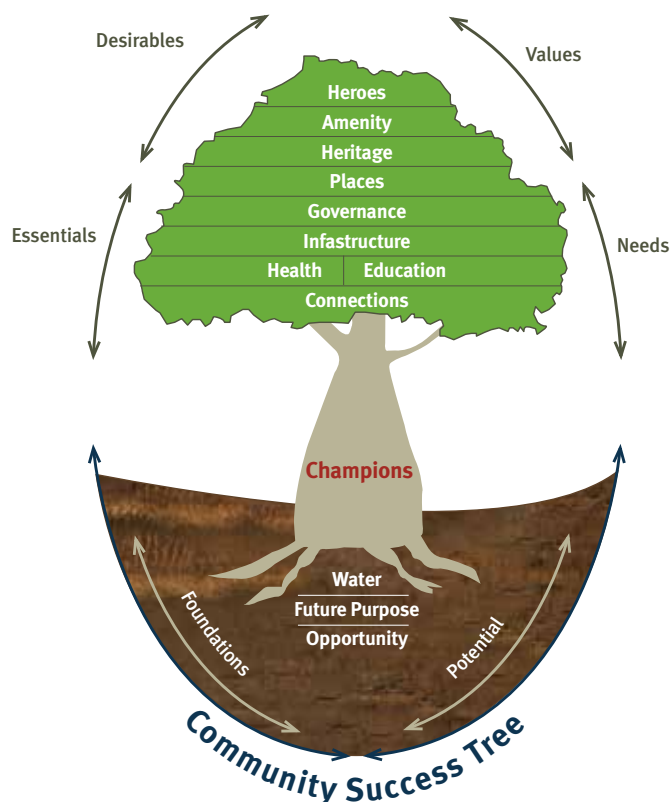 Desirables
Values
Heroes
Amenity
Heritage
Places
Essentials
Governance
Needs
Infastructure
Health
Education
Connections
Champions
Water
Future Purpose
Opportunity
Foundations
Potential
Community Success Tree